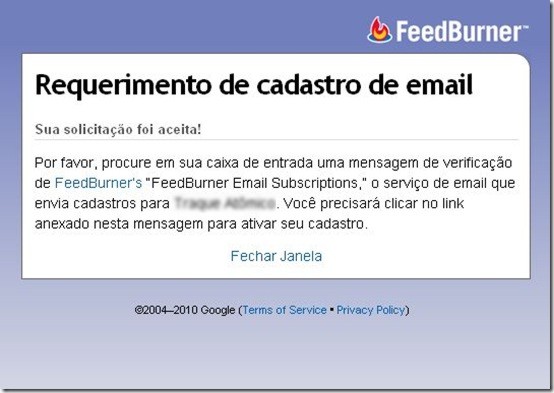 FeedBurner™
Requerimento de cadastro de email
Sua solicitação foi aceita!
Por favor, procure em sua caixa de entrada uma mensagem de verificação
de FeedBurner's "FeedBurner Email Subscriptions," o serviço de email que
envia cadastros para . Você precisará clicar no link
anexado nesta mensagem para ativar seu cadastro.
Fechar Janela
©2004–2010 Google (Terms of Service • Privacy Policy)